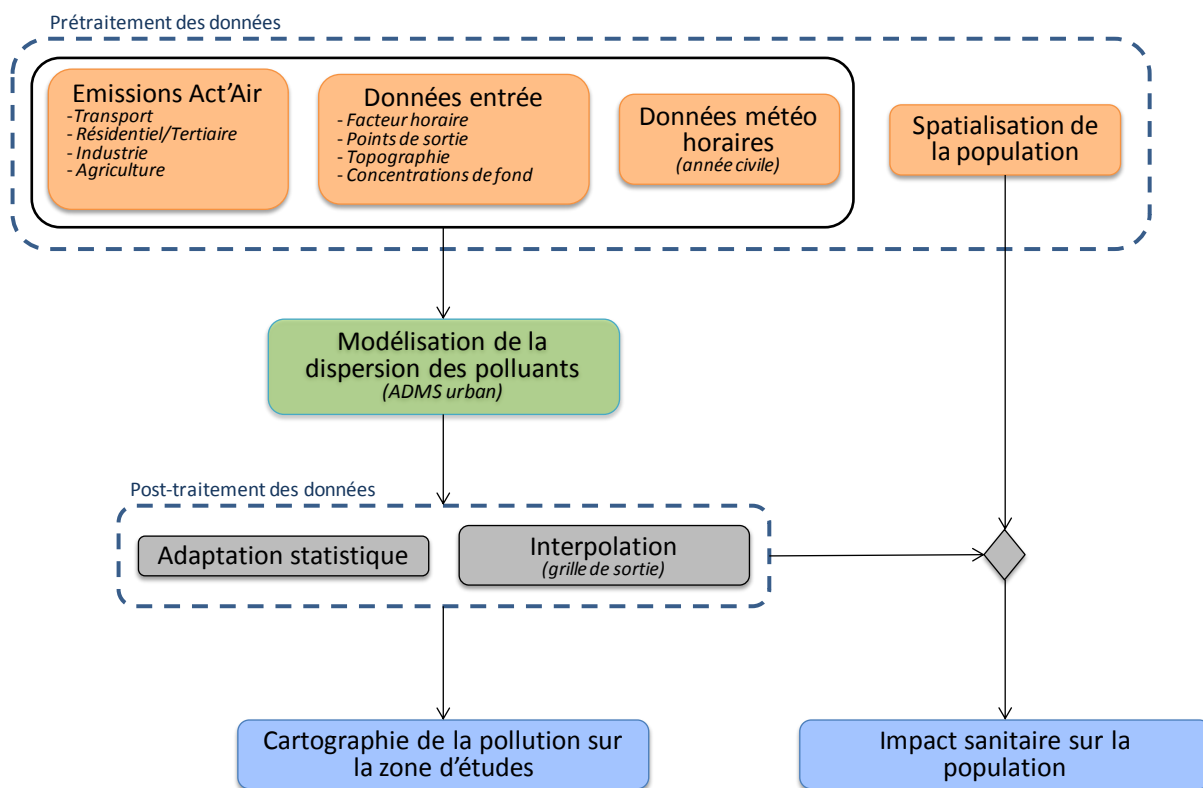 Prétraitement des données
Emissions Act’Air
-Transport
- Résidentiel/Tertiaire
- Industrie
- Agriculture
Données entrée
- Facteur horaire
- Points de sortie
- Topographie
- Concentrations de fond
Données météo
horaires
(année civile)
Spatialisation de
la population
Modélisation de la
dispersion des polluants
(ADMS urban)
Post-traitement des données
Adaptation statistique
Interpolation
(grille de sortie)
Cartographie de la pollution sur
la zone d’études
Impact sanitaire sur la
population